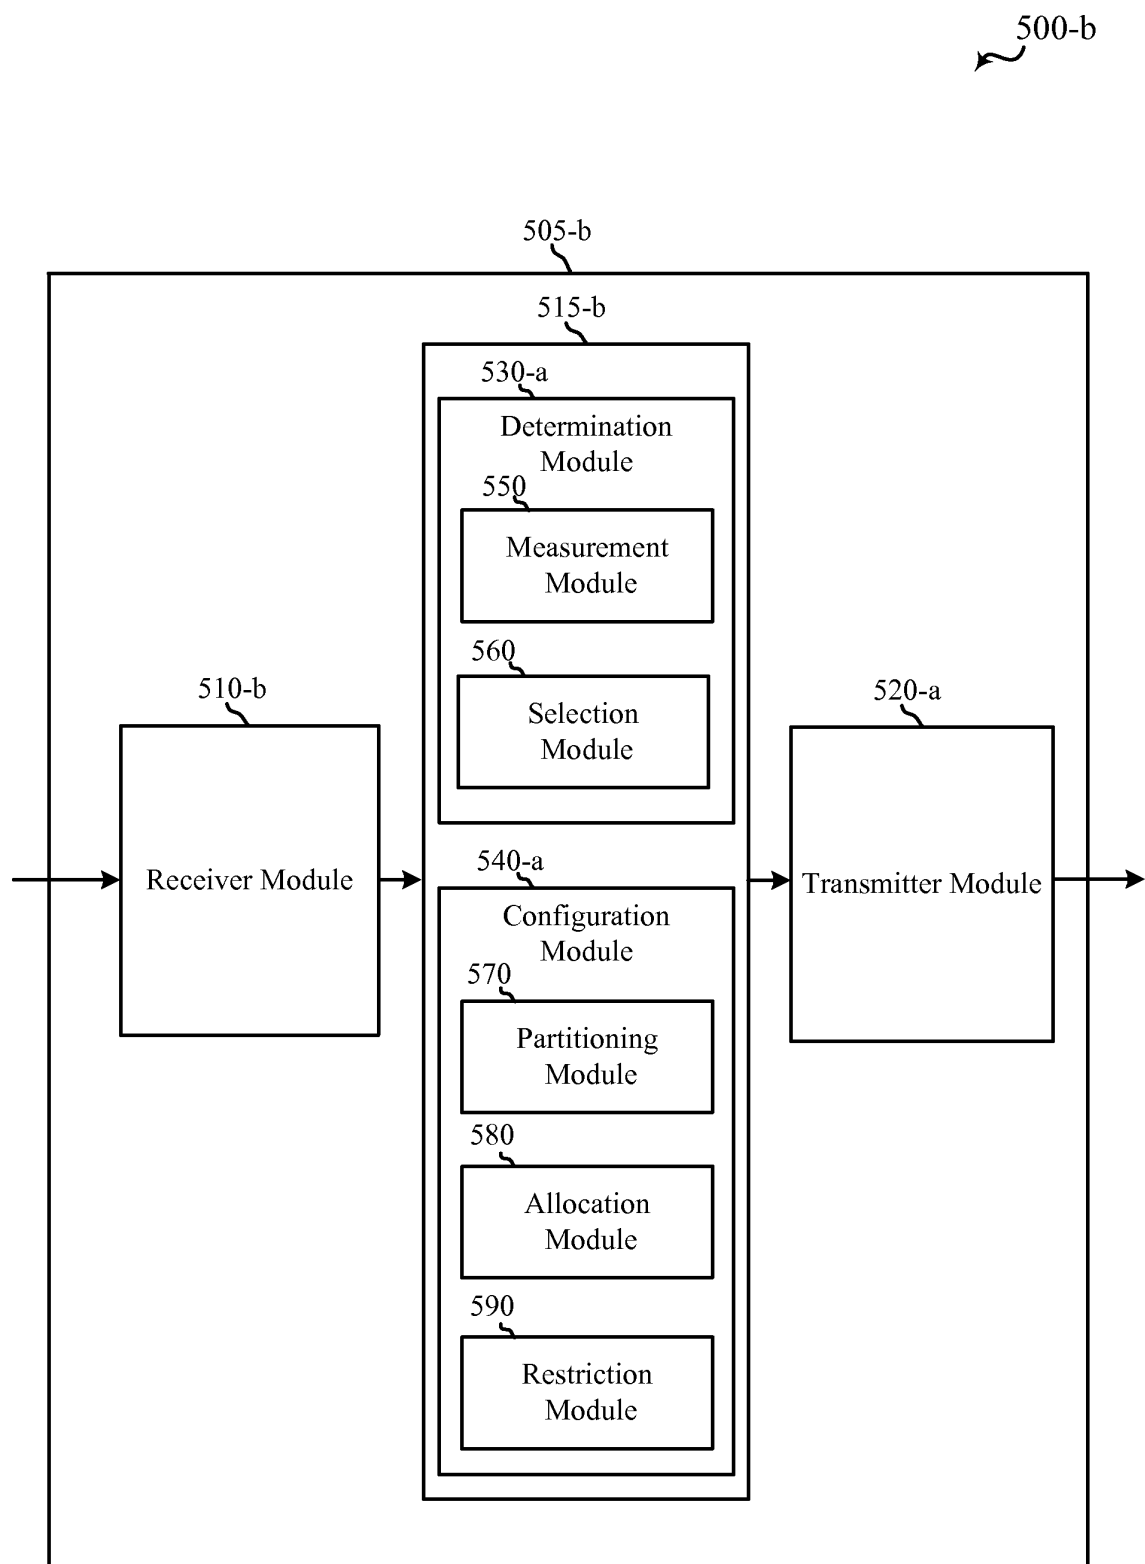 500-b
505-b
515-b
530-a
Determination
Module
550
Measurement
Module
560
Selection
Module
510-b
Receiver Module
520-a
Transmitter Module
540-a
Configuration
Module
570
Partitioning
Module
580
Allocation
Module
590
Restriction
Module